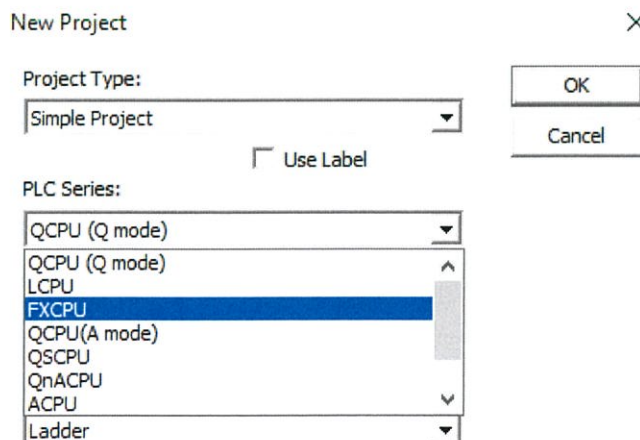 New Project
Project Type:
Simple Project
Use Label
OK
Cancel
PLC Series:
QCPU (Q mode)
QCPU (Q mode)
LCPU
FXCPU
QCPU(A mode)
QSCPU
QnACPU
ACPU
Ladder